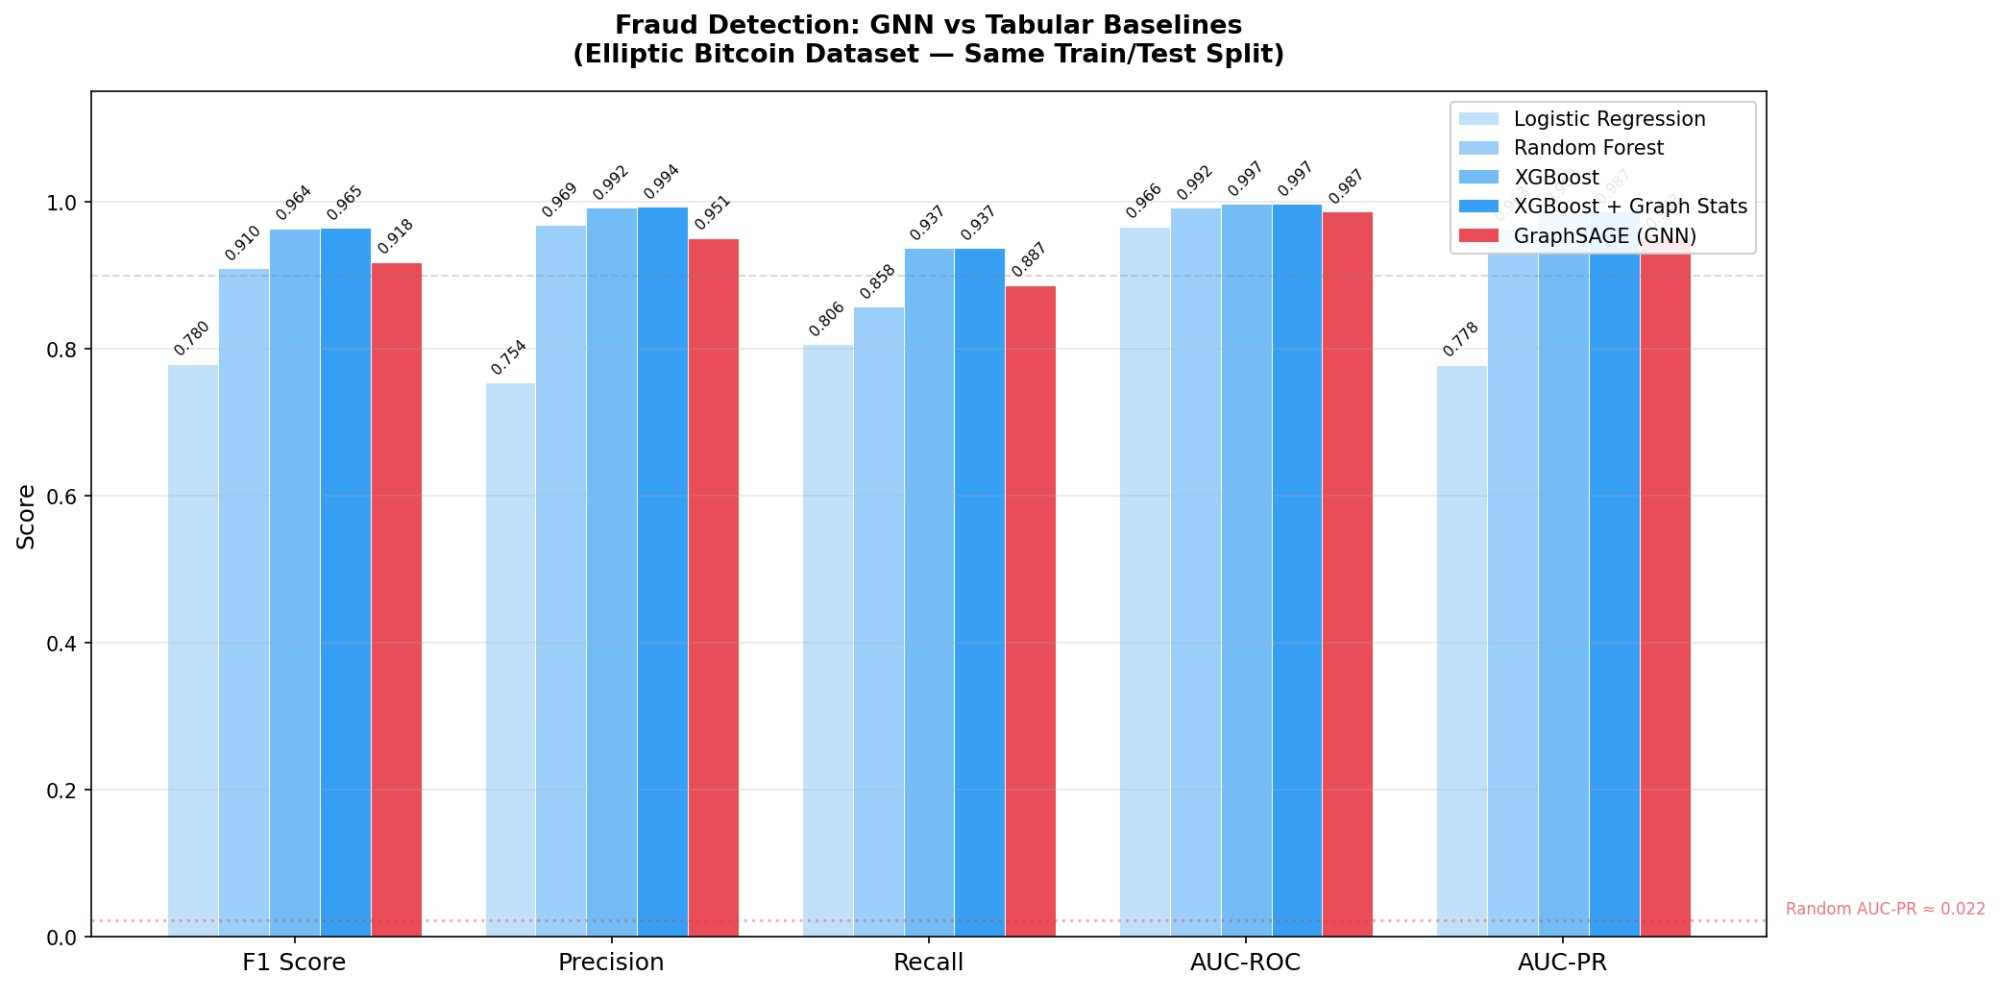 Fraud Detection: GNN vs Tabular Baselines
(Elliptic Bitcoin Dataset — Same Train/Test Split)
Logistic Regression
Random Forest
XGBoost
XGBoost + Graph Stats
GraphSAGE (GNN)
Score
1.0
0.8
0.6
0.4
0.2
0.0
0.780
0.910
0.964
0.965
0.918
0.754
0.969
0.992
0.994
0.951
0.806
0.858
0.937
0.937
0.887
0.966
0.992
0.997
0.997
0.987
0.778
0.987
Random AUC-PR ≈ 0.022
F1 Score
Precision
Recall
AUC-ROC
AUC-PR